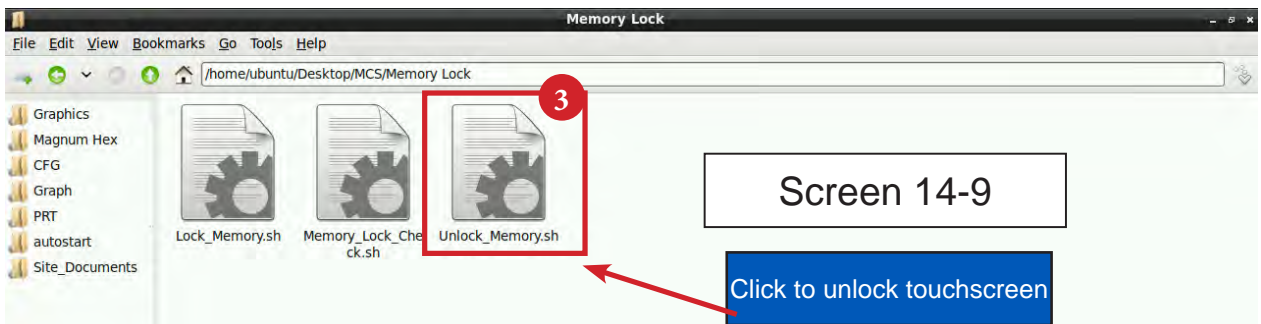 Memory Lock
File Edit View Bookmarks Go Tools Help
/home/ubuntu/Desktop/MCS/Memory Lock
Graphics
Magnum Hex
CFG
Graph
PRT
autostart
Site_Documents
3
Lock_Memory.sh
Memory_Lock_Che
ck.sh
Unlock_Memory.sh
Screen 14-9
Click to unlock touchscreen